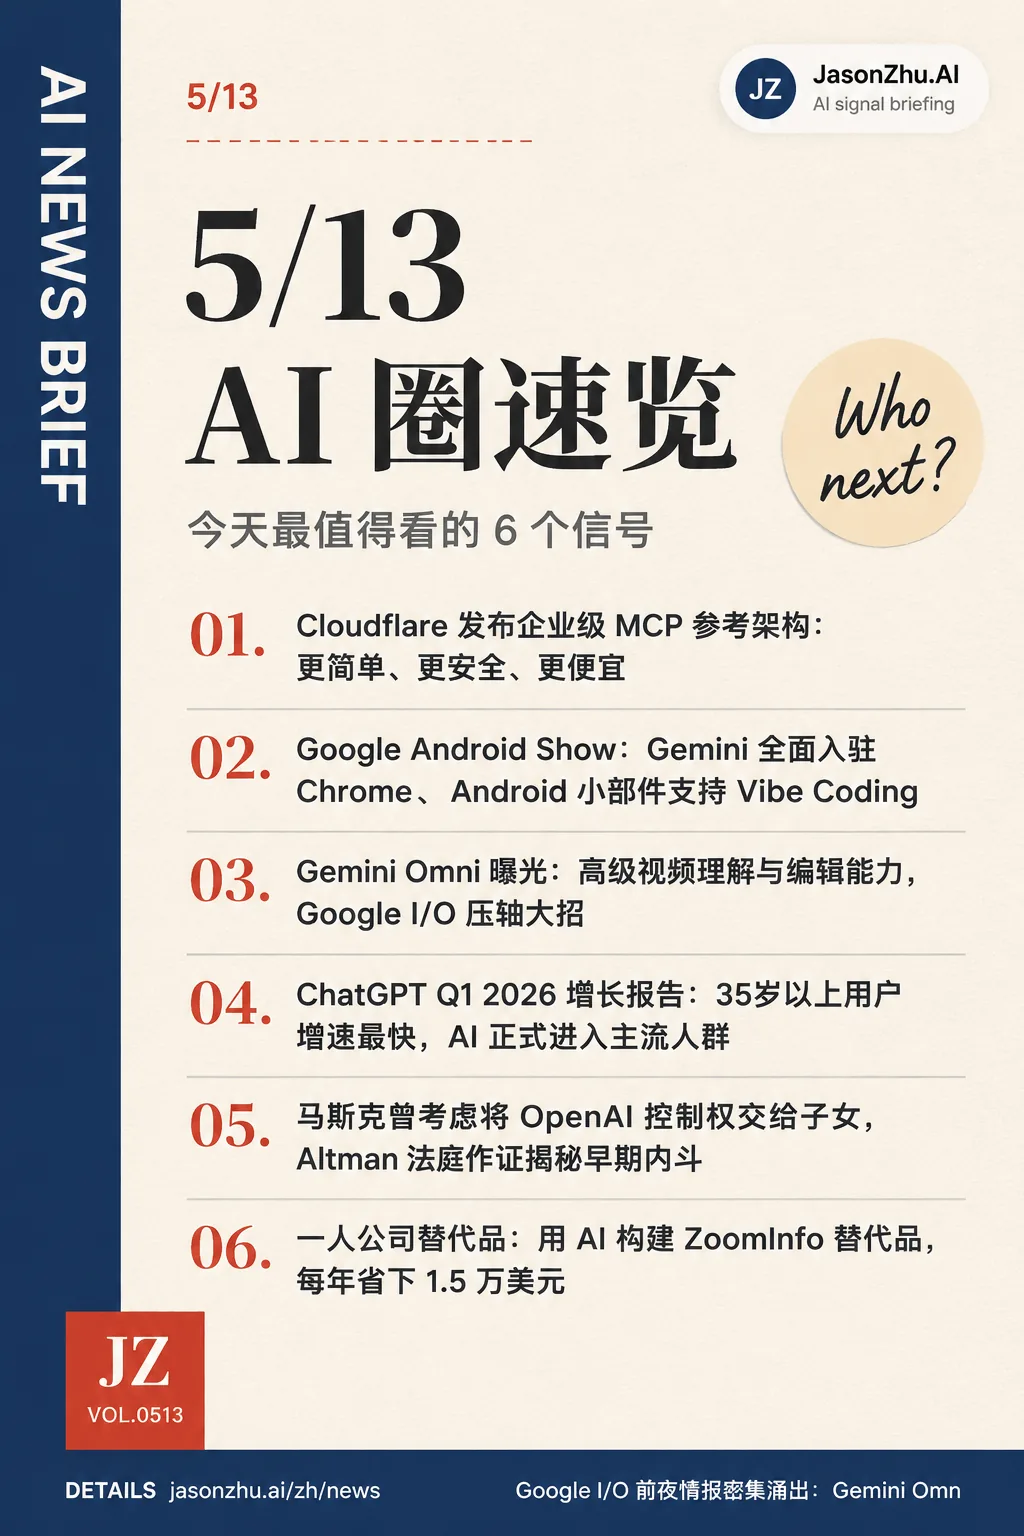 AI NEWS BRIEF
5/13
JZ
JasonZhu.AI
AI signal briefing
5/13
AI 圈速览
Who
next?
今天最值得看的 6 个信号
01.
Cloudflare 发布企业级 MCP 参考架构：
更简单、更安全、更便宜
02.
Google Android Show：Gemini 全面入驻
Chrome、Android 小部件支持 Vibe Coding
03.
Gemini Omni 曝光：高级视频理解与编辑能力，
Google I/O 压轴大招
04.
ChatGPT Q1 2026 增长报告：35岁以上用户
增速最快，AI 正式进入主流人群
05.
马斯克曾考虑将 OpenAI 控制权交给子女，
Altman 法庭作证揭秘早期内斗
06.
一人公司替代品：用 AI 构建 ZoomInfo 替代品，
每年省下 1.5 万美元
JZ
VOL.0513
DETAILS jasonzhu.ai/zh/news
Google I/O 前夜情报密集涌出：Gemini Omn